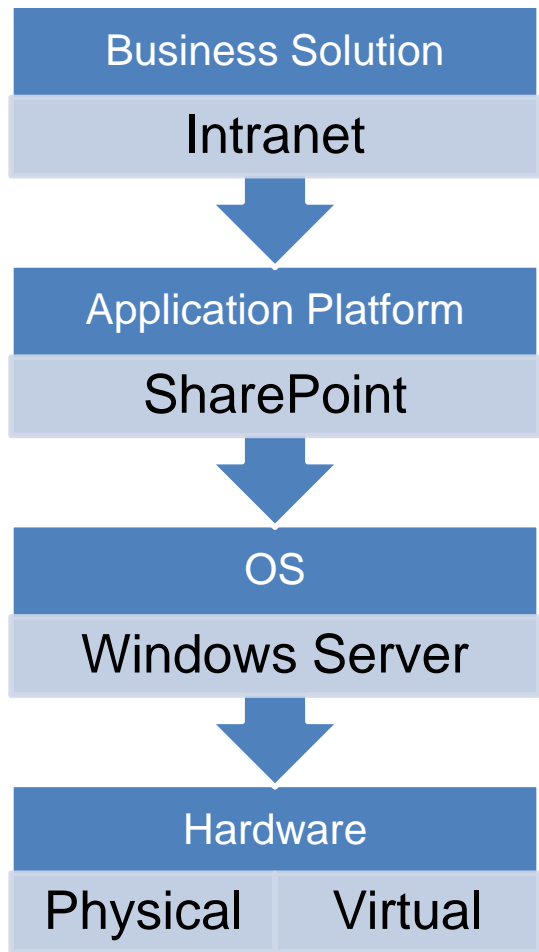 Business Solution
Intranet
Application Platform
SharePoint
OS
Windows Server
Hardware
Physical Virtual